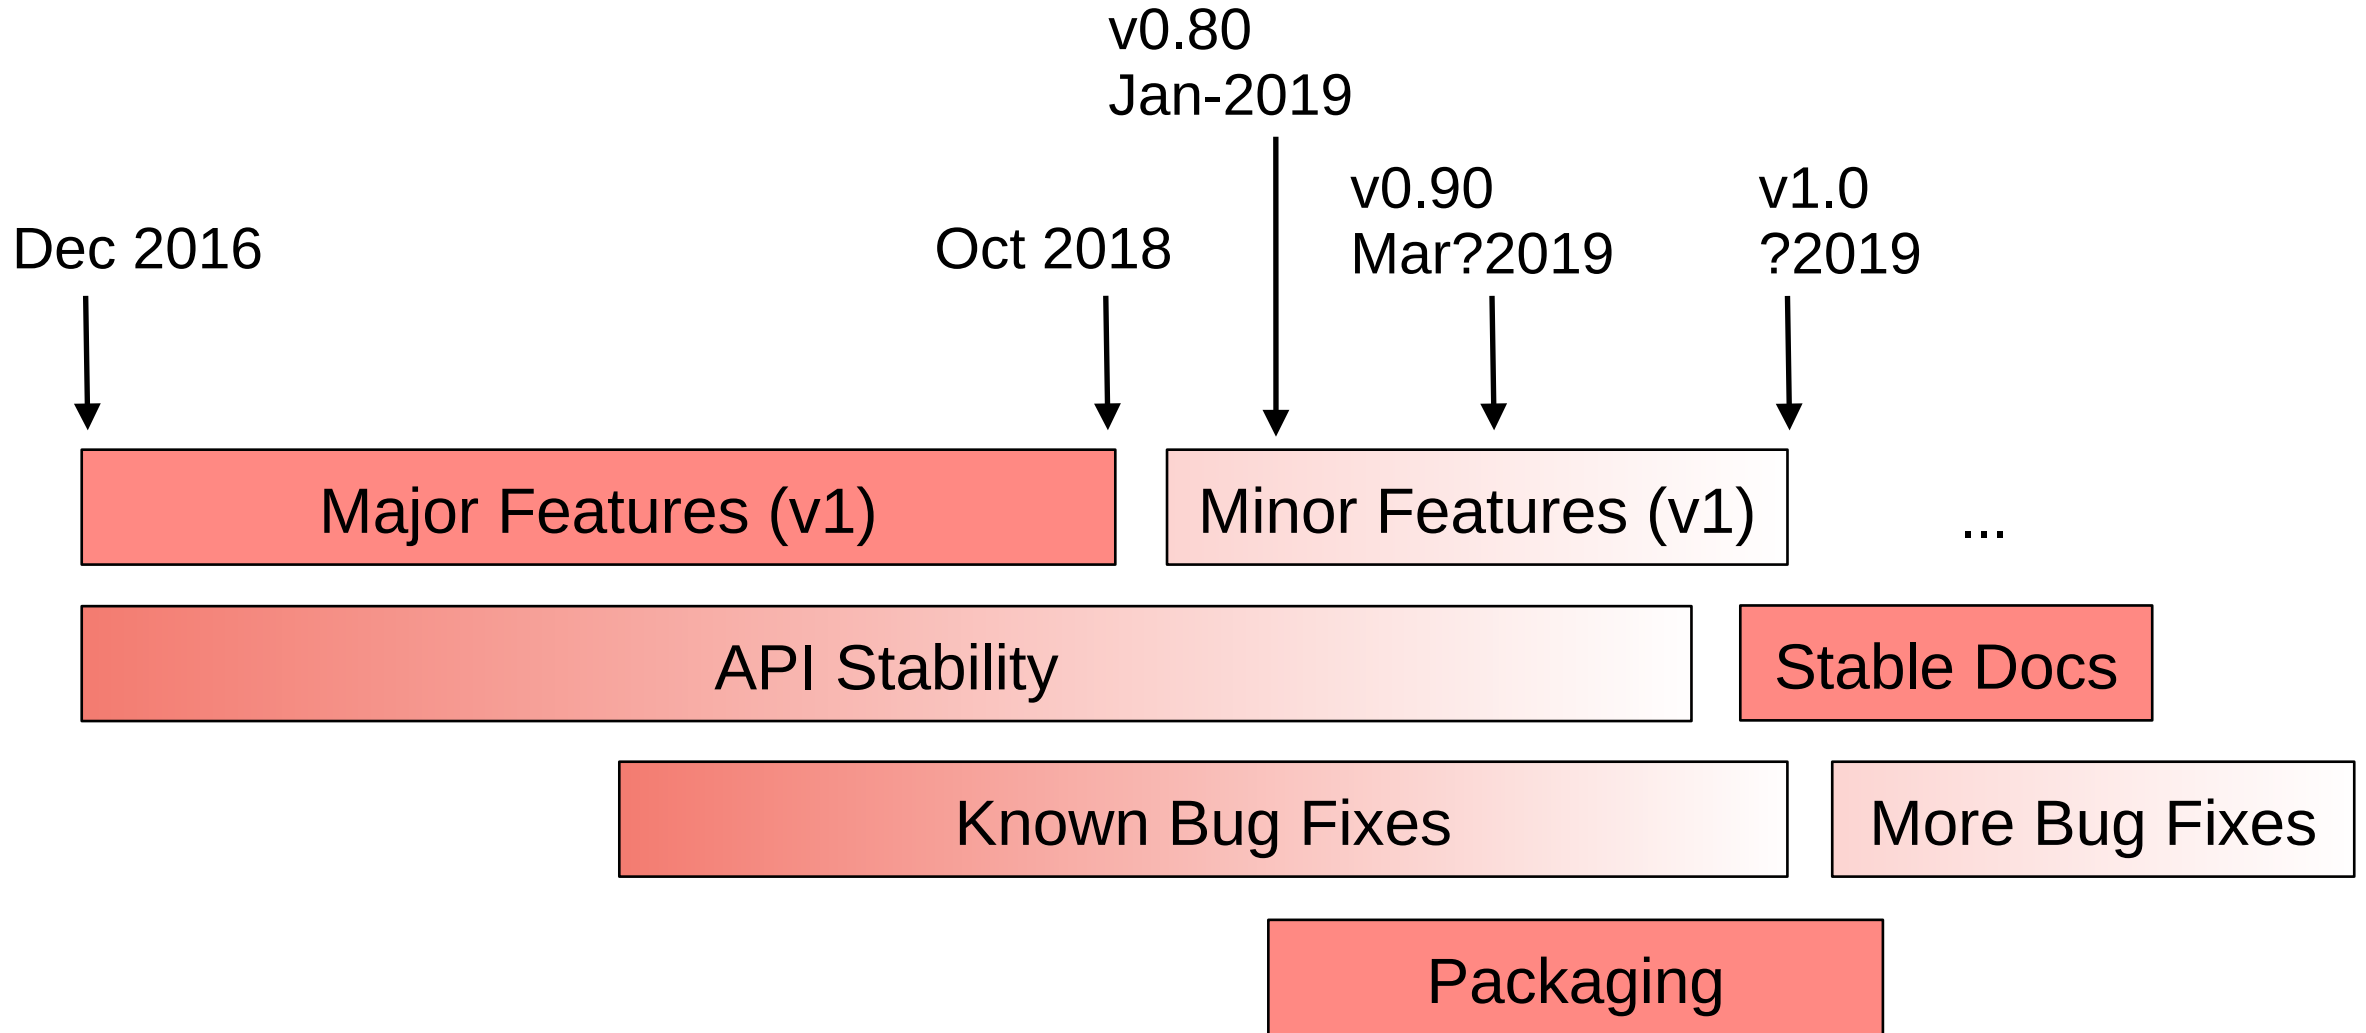 v0.80
Jan-2019
v0.90
Mar?2019
v1.0
?2019
Dec 2016
Oct 2018
Major Features (v1)
Minor Features (v1)
...
API Stability
Stable Docs
Known Bug Fixes
More Bug Fixes
Packaging